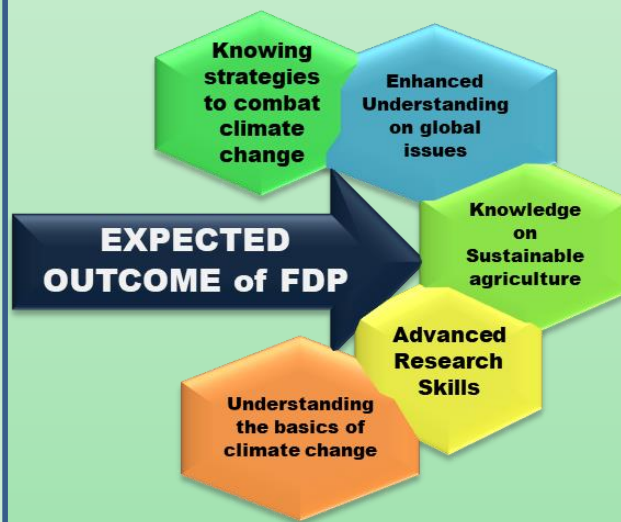 Knowing
strategies
to combat
climate
change
Enhanced
Understanding
on global
issues
Knowledge
on
Sustainable
agriculture
EXPECTED
OUTCOME of FDP
Advanced
Research
Skills
Understanding
the basics of
climate change